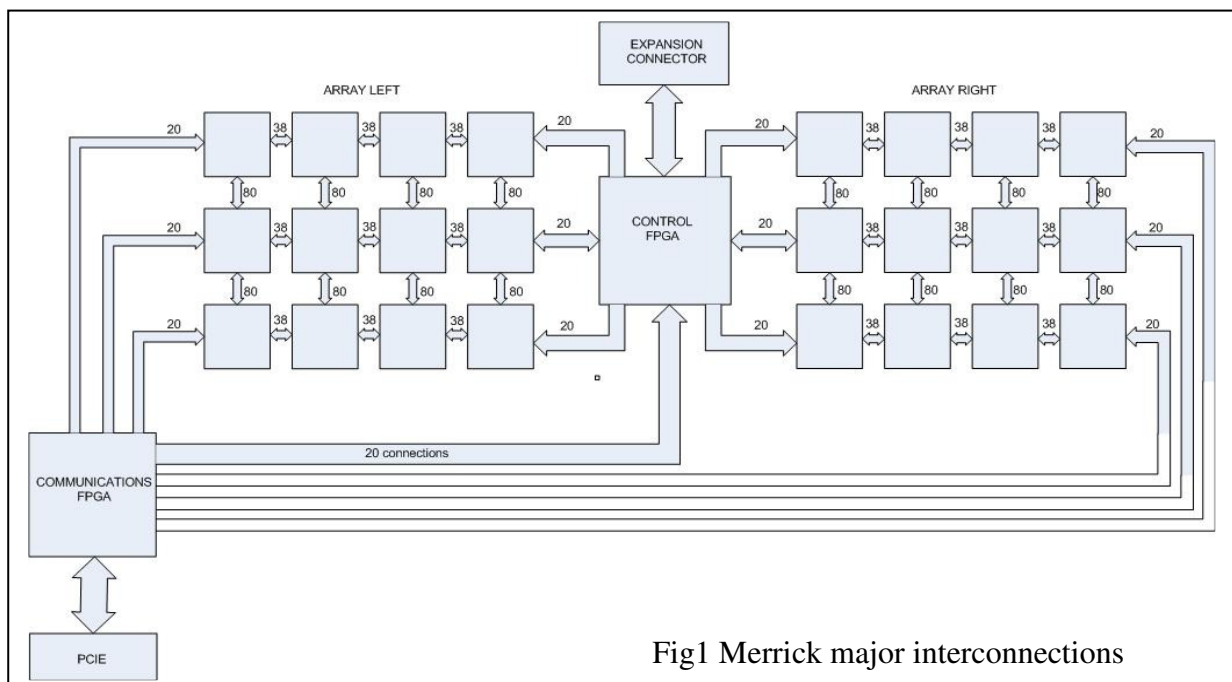 EXPANSION
CONNECTOR
ARRAY LEFT
ARRAY RIGHT
20 38 38 38 20
20 38 38 38 20
80 80 80 80
80 80 80 80
CONTROL
FPGA
20 38 38 38 20
20 38 38 38 20
80 80 80 80
80 80 80 80
20 38 38 38 20
20 38 38 38 20
20 connections
COMMUNICATIONS
FPGA
PCIE
Fig1 Merrick major interconnections